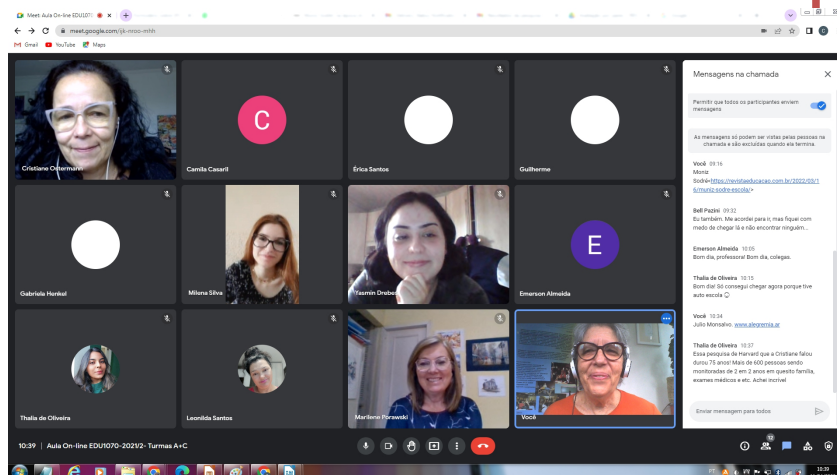 Meet: Aula On-line EDU107
meet.google.com/ijk-mroo-mhh
Gmail
YouTube
Maps
Cristiane Ostermann
C
Camila Casaril
Érica Santos
Guilherme
Gabriela Henkel
Milena Silva
Yasmin Drebes
E
Emerson Almeida
Thalia de Oliveira
Leonilda Santos
Marilene Porawski
Você
Mensagens na chamada
Permitir que todos os participantes enviem
mensagens
As mensagens só podem ser vistas pelas pessoas na
chamada e são excluídas quando ela termina.
Você 09:16
Moniz
Sodré<https://revistaeducacao.com.br/2022/03/1
6/muniz-sodre-escola/>
Bell Pozini 09:32
Eu também. Me acordei para ir, mas fiquei com
medo de chegar lá e não encontrar ninguém...
Emerson Almeida 10:05
Bom dia, professora! Bom dia, colegas.
Thalia de Oliveira 10:15
Bom dia! Só consegui chegar agora porque tive
auto escola
Você 10:34
Julio Monsalvo. www.alegremia.ar
Thalia de Oliveira 10:37
Essa pesquisa de Harvard que a Cristiane falou
durou 75 anos! Mais de 600 pessoas sendo
monitoradas de 2 em 2 anos em quesito família,
exames médicos e etc. Achei incrível
Enviar mensagem para todos
10:39 | Aula On-line EDU1070-2021/2- Turmas A+C
12
PT
10:39